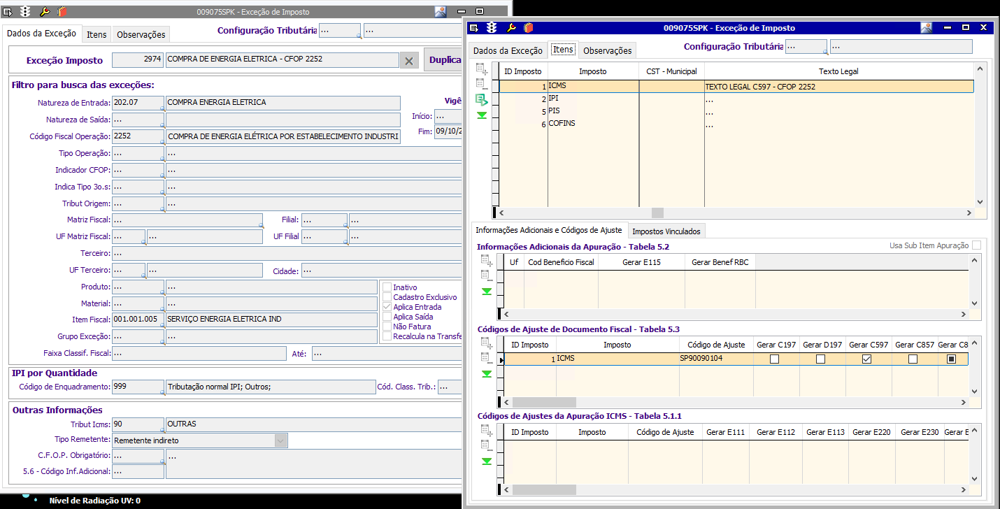 009075SPK - Exceção de Imposto
Dados da Exceção Itens Observações Configuração Tributária ... ...
Exceção Imposto 2974 COMPRA DE ENERGIA ELETRICA - CFOP 2252 Duplica
Filtro para busca das exceções:
Natureza de Entrada: 202.07 COMPRA ENERGIA ELETRICA Vigê
Natureza de Saída: ... Início: ...
Código Fiscal Operação: 2252 COMPRA DE ENERGIA ELÉTRICA POR ESTABELECIMENTO INDUSTRI Fim: 09/10/2
Tipo Operação: ... ...
Indicador CFOP: ... ...
Indica Tipo 3o.s: ... ...
Tribut Origem: ... ...
Matriz Fiscal: ... Filial: ... ...
UF Matriz Fiscal: ... ... UF Filial ... ...
Terceiro: ...
UF Terceiro: ... ... Cidade: ...
Produto: ... ... Inativo
Cadastro Exclusivo
Material: ... ... Aplica Entrada
Item Fiscal: 001.001.005 SERVIÇO ENERGIA ELETRICA IND Aplica Saída
Não Fatura
Grupo Exceção: ... ... Recalcula na Transfe
Faixa Classif. Fiscal: ... Até: ...
IPI por Quantidade
Código de Enquadramento: 999 Tributação normal IPI; Outros; Cód. Class. Trib.: ...
Outras Informações
Tribut Icms: 90 OUTRAS
Tipo Remetente: Remetente indireto
C.F.O.P. Obrigatório: ... ...
5.6 - Código Inf.Adicional: ...
Nível de Radiação UV: 0
009075SPK - Exceção de Imposto
Dados da Exceção Itens Observações Configuração Tributária ... ...
ID Imposto Imposto CST - Municipal Texto Legal
1 ICMS TEXTO LEGAL C597 - CFOP 2252
2 IPI ...
5 PIS ...
6 COFINS ...
Informações Adicionais e Códigos de Ajuste Impostos Vinculados
Informações Adicionais da Apuração - Tabela 5.2 Usa Sub Item Apuração
Uf Cod Beneficio Fiscal Gerar E115 Gerar Benef RBC
Códigos de Ajuste de Documento Fiscal - Tabela 5.3
ID Imposto Imposto Código de Ajuste Gerar C197 Gerar D197 Gerar C597 Gerar C857 Gerar C8
1 ICMS SP90090104
Códigos de Ajustes da Apuração ICMS - Tabela 5.1.1
ID Imposto Imposto Código de Ajuste Gerar E111 Gerar E112 Gerar E113 Gerar E220 Gerar E230 Gerar E